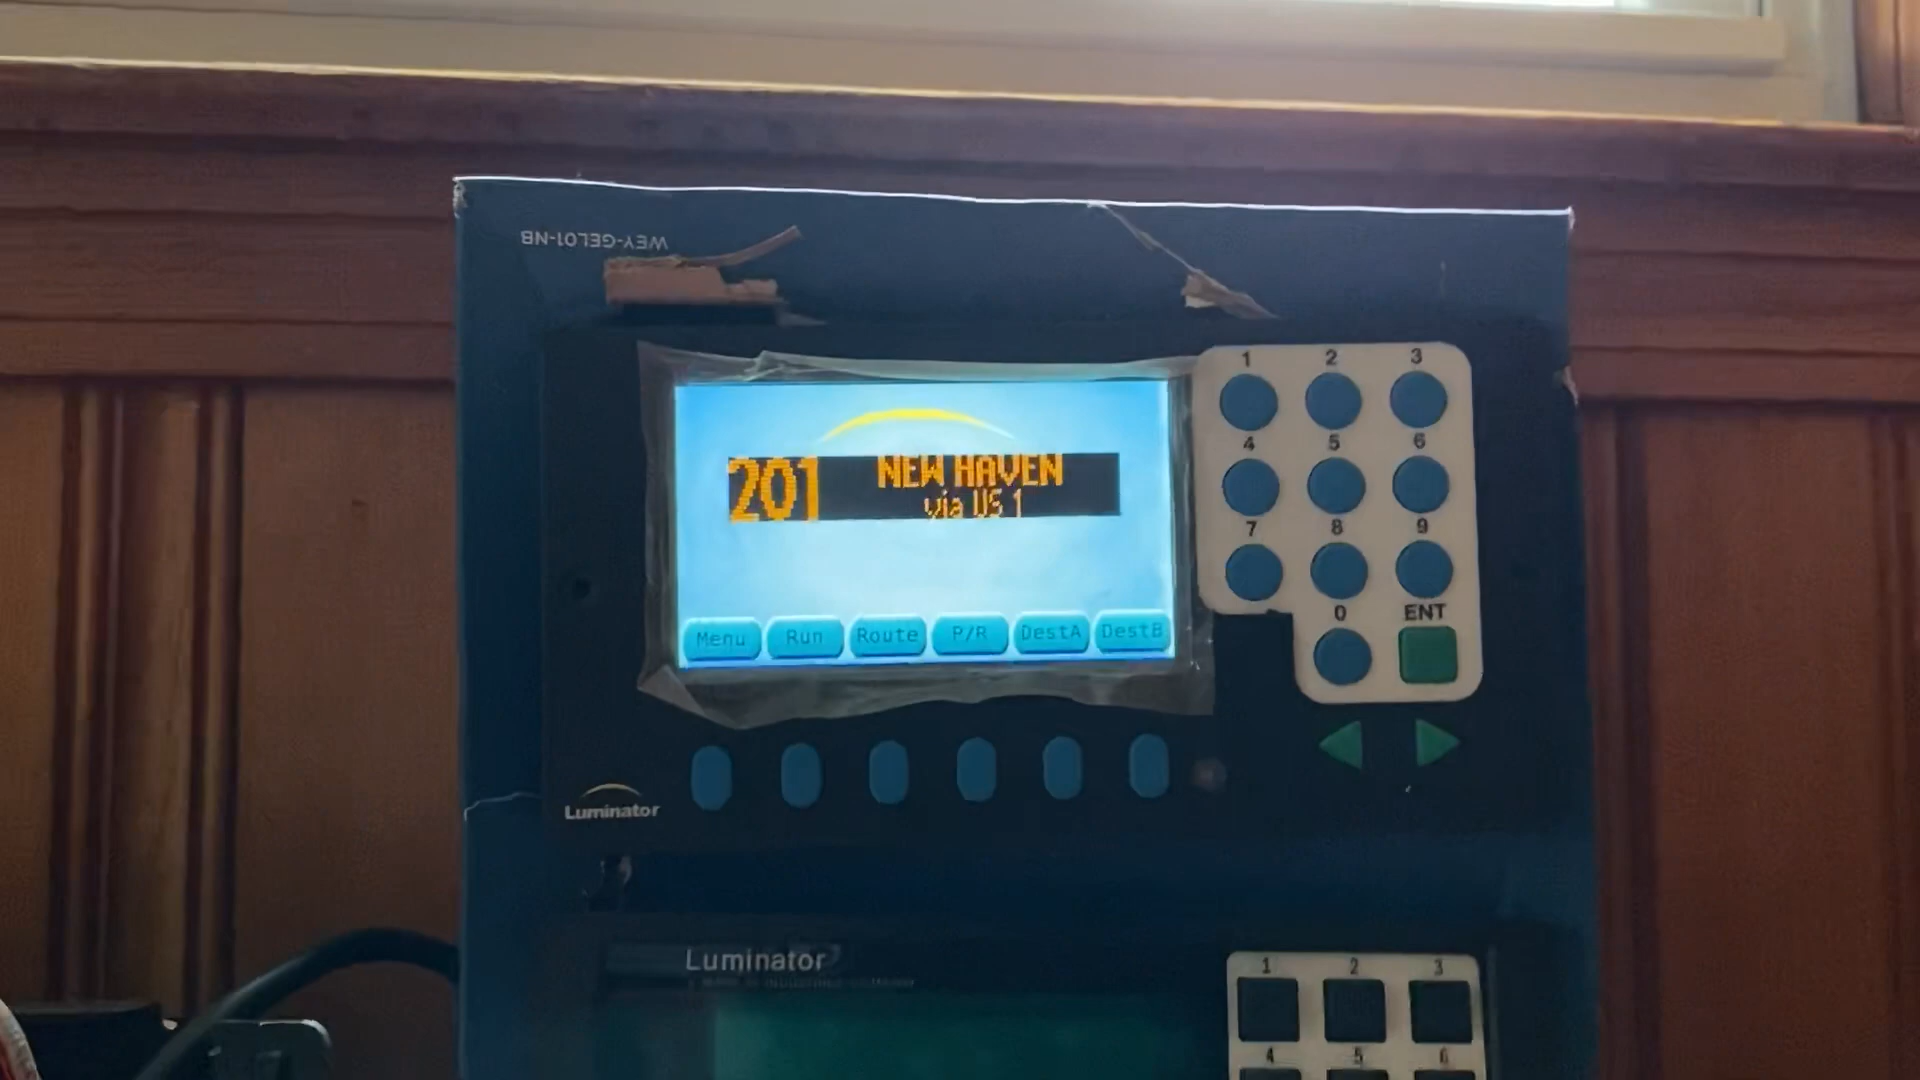 WEY-GEL01-NB
201 NEW HAVEN
via US 1
Menu Run Route P/R DestA DestB
1 2 3
4 5 6
7 8 9
0 ENT
Luminator
Luminator
1 2 3
4 5 6